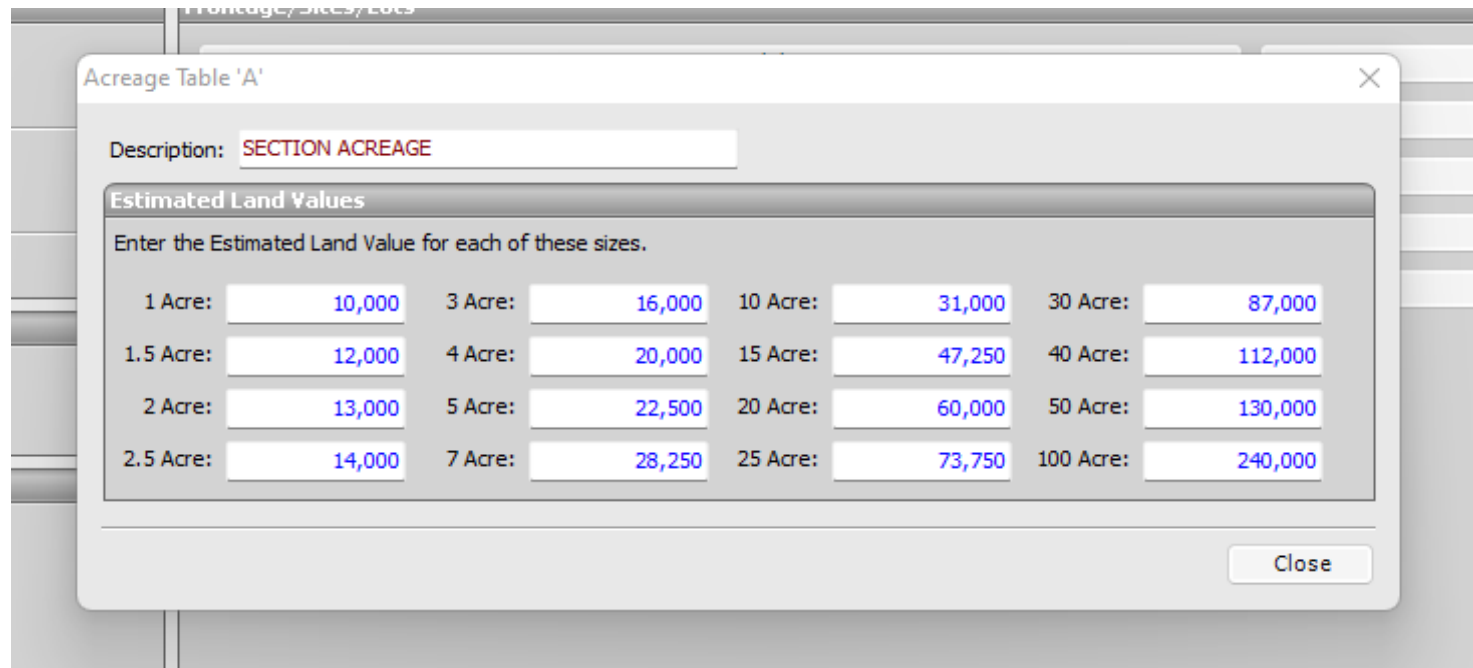 Frontage/Sites/Lots
Acreage Table 'A'
Description: SECTION ACREAGE
Estimated Land Values
Enter the Estimated Land Value for each of these sizes.
1 Acre: 10,000 3 Acre: 16,000 10 Acre: 31,000 30 Acre: 87,000
1.5 Acre: 12,000 4 Acre: 20,000 15 Acre: 47,250 40 Acre: 112,000
2 Acre: 13,000 5 Acre: 22,500 20 Acre: 60,000 50 Acre: 130,000
2.5 Acre: 14,000 7 Acre: 28,250 25 Acre: 73,750 100 Acre: 240,000
Close